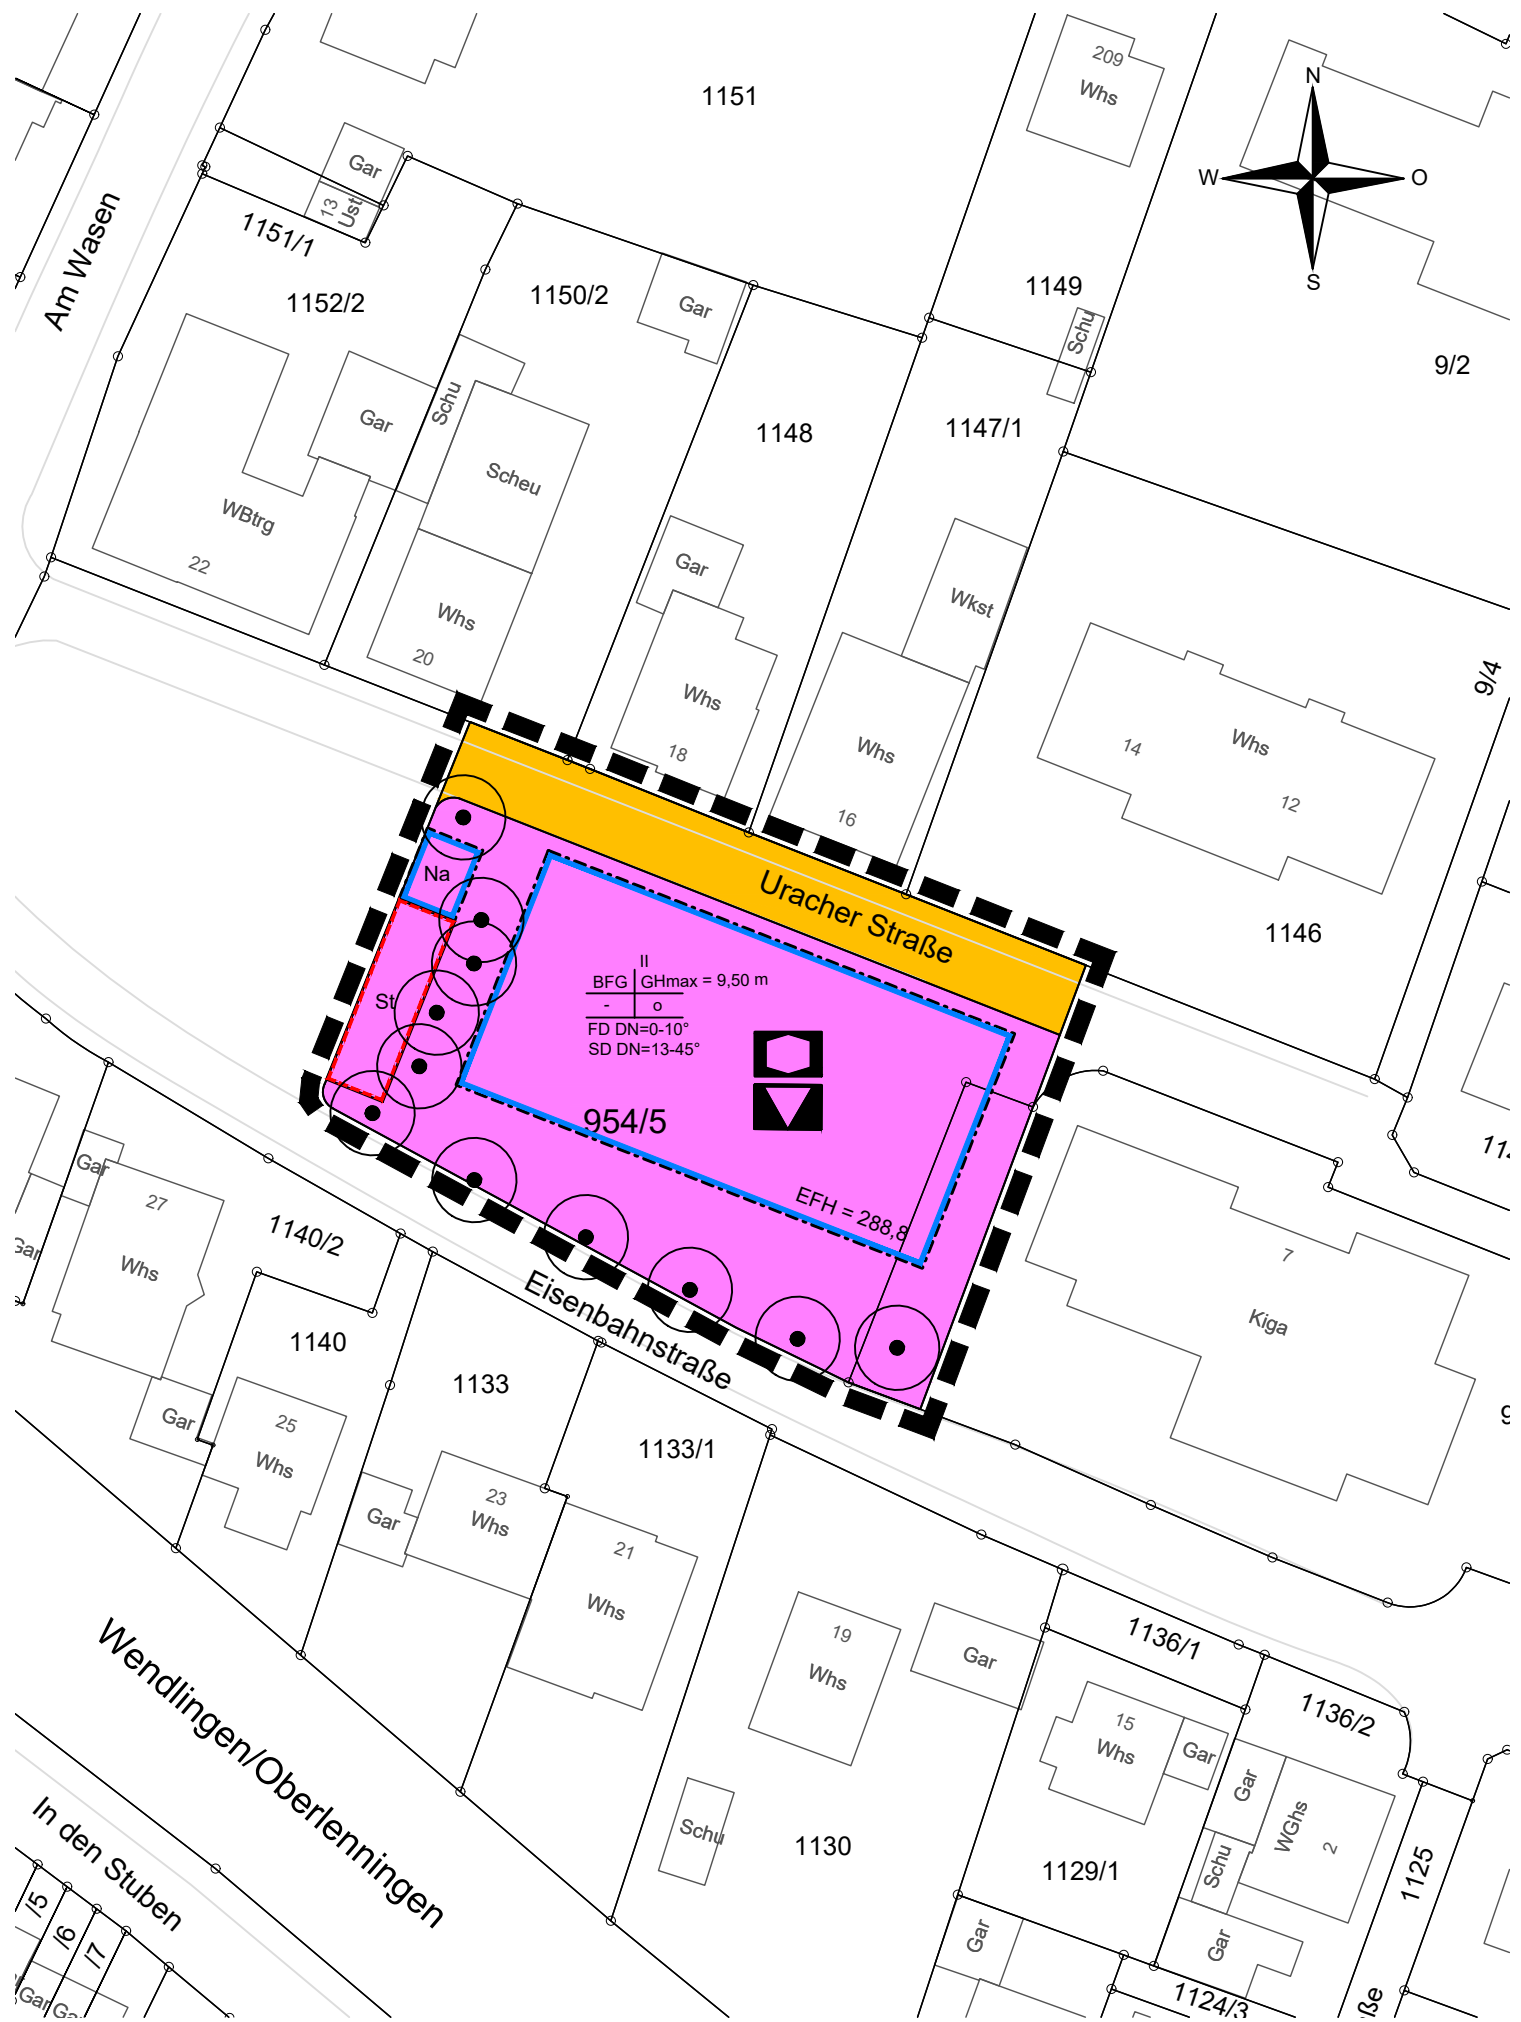 1151
209
Whs
N
W
O
S
Gar
13
Ust
1151/1
Am Wasen
1152/2
1150/2
Gar
1149
Schu
9/2
Gar
Schu
1148
1147/1
Scheu
WBtrg
22
Gar
Wkst
Whs
20
Whs
18
Whs
16
9/4
14
Whs
12
Na
Uracher Straße
1146
II
BFG
GHmax = 9,50 m
-
o
FD DN=0-10°
SD DN=13-45°
St
954/5
EFH = 288,8
Gar
27
Gar
Whs
1140/2
7
Kiga
Eisenbahnstraße
1140
1133
1133/1
Gar
25
Whs
Gar
23
Whs
21
Whs
19
Whs
Gar
1136/1
1136/2
15
Whs
Gar
Gar
WGhs
2
Schu
Schu
1130
1129/1
1125
Wendlingen/Oberlenningen
In den Stuben
/5
/6
/7
Gar
Gar
Gar
Gar
1124/3